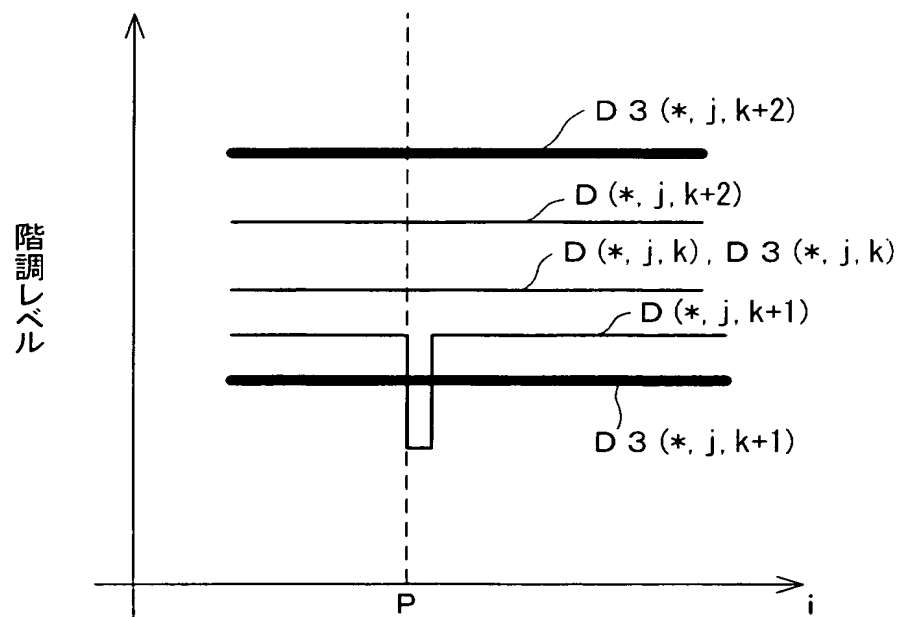 D 3 (*, j, k+2)
D (*, j, k+2)
D (*, j, k) , D 3 (*, j, k)
D (*, j, k+1)
D 3 (*, j, k+1)
階調レベル
P
i